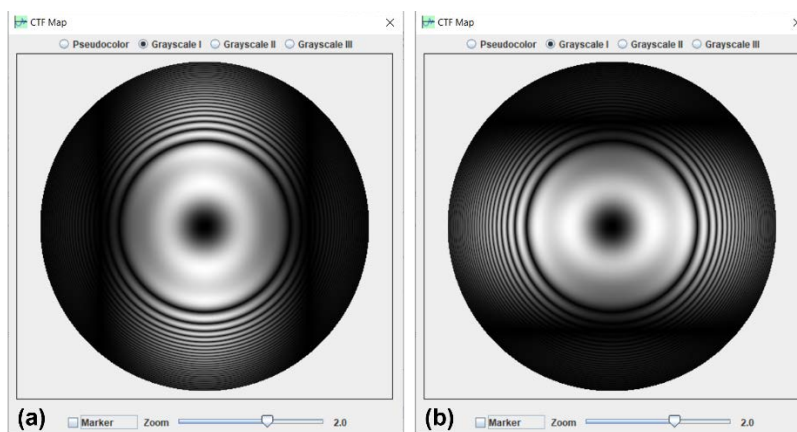 CTF Map
Pseudocolor Grayscale I Grayscale II Grayscale III
(a) Marker Zoom 2.0
CTF Map
Pseudocolor Grayscale I Grayscale II Grayscale III
(b) Marker Zoom 2.0